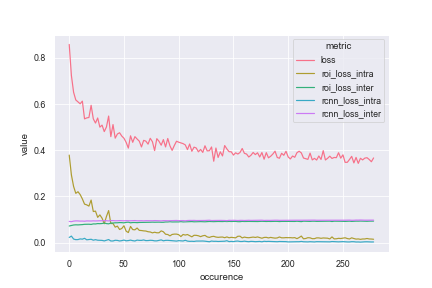 metric
loss
roi_loss_intra
roi_loss_inter
rcnn_loss_intra
rcnn_loss_inter
0.8
0.6
0.4
0.2
0.0
value
0 50 100 150 200 250
occurence